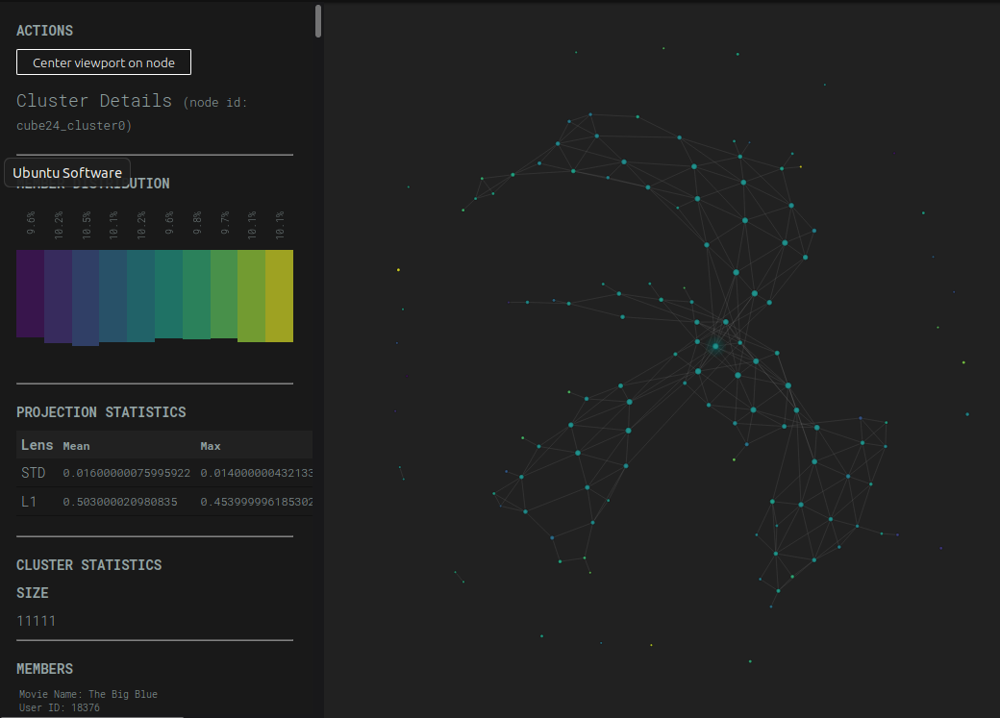 ACTIONS
Center viewport on node
Cluster Details (node id:
cube24_cluster0)
Ubuntu Software
MEMBER DISTRIBUTION
9.6% 10.2% 10.5% 10.1% 10.2% 9.6% 9.8% 9.7% 10.1% 10.1%
PROJECTION STATISTICS
Lens Mean Max
STD 0.01600000075995922 0.014000000432133
L1 0.503000020980835 0.453999996185302
CLUSTER STATISTICS
SIZE
11111
MEMBERS
Movie Name: The Big Blue
User ID: 18376